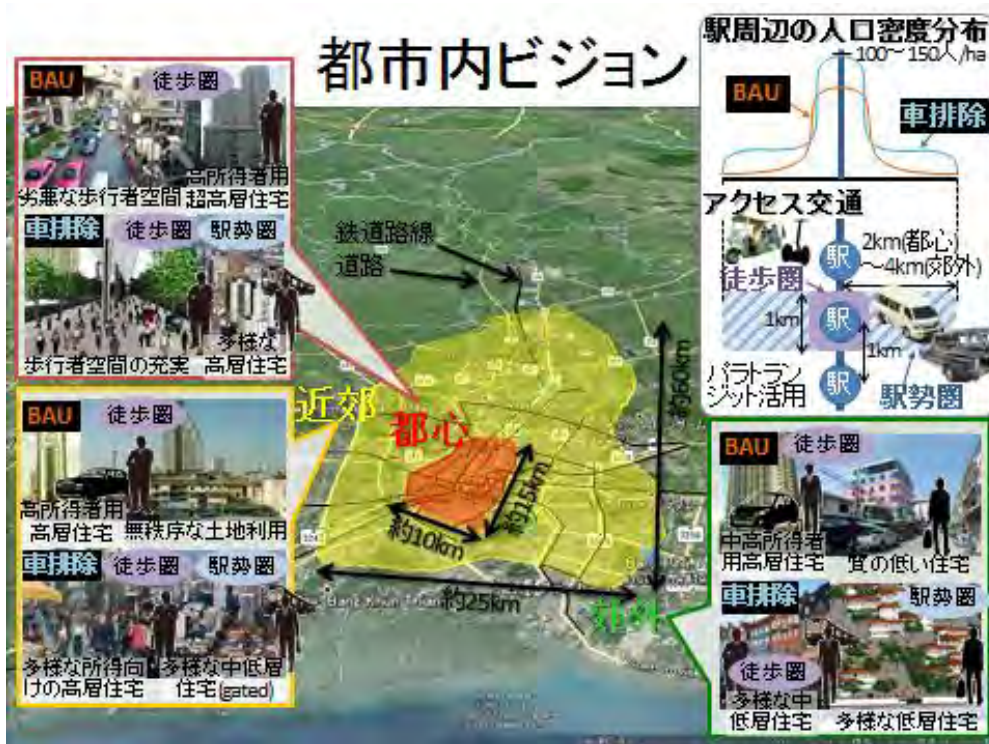 都市内ビジョン
BAU
徒歩圏
劣悪な歩行者空間
高所得者用
超高層住宅
車排除
徒歩圏
駅勢圏
歩行者空間の充実
多様な
高層住宅
BAU
徒歩圏
高所得者用
高層住宅
無秩序な土地利用
車排除
徒歩圏
駅勢圏
多様な所得向
けの高層住宅
多様な中低層
住宅(gated)
鉄道路線
道路
近郊
都心
約10km
約15km
約25km
約60km
郊外
駅周辺の人口密度分布
100～150人/ha
BAU
車排除
アクセス交通
駅
2km(都心)
～4km(郊外)
徒歩圏
1km
駅
1km
パラトラン
ジット活用
駅
駅勢圏
BAU
徒歩圏
中高所得者
用高層住宅
質の低い住宅
車排除
駅勢圏
徒歩圏
多様な中
低層住宅
多様な低層住宅